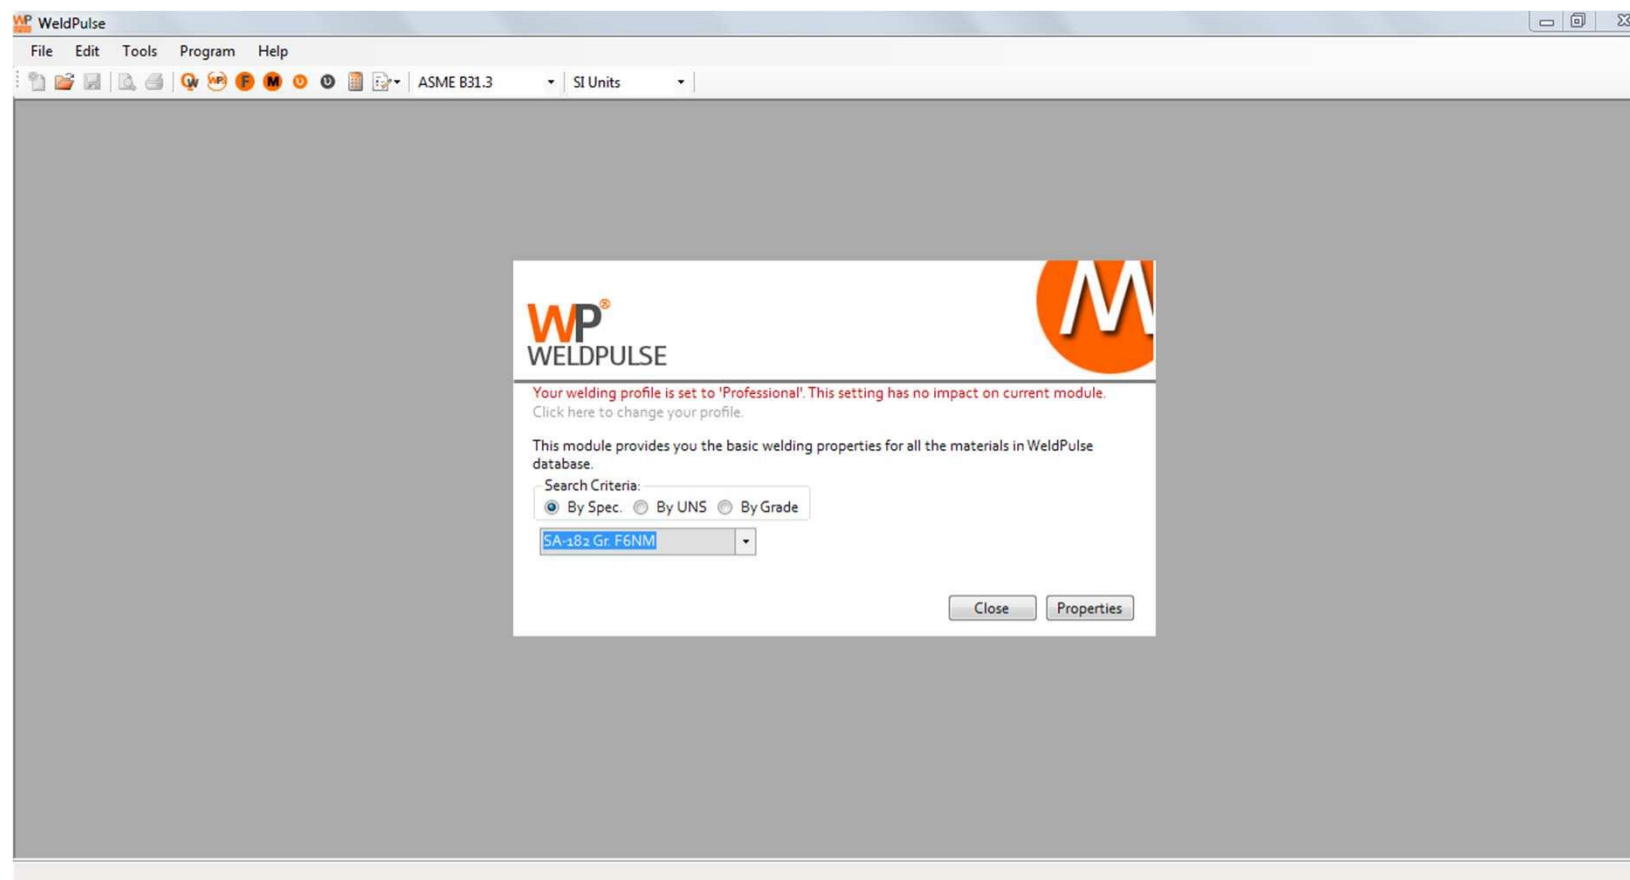 WP WeldPulse
File Edit Tools Program Help
QW WP F M ASME B31.3 SI Units
M
WP®
WELDPULSE
Your welding profile is set to 'Professional'. This setting has no impact on current module.
Click here to change your profile.
This module provides you the basic welding properties for all the materials in WeldPulse
database.
Search Criteria:
By Spec. By UNS By Grade
SA-182 Gr. F6NM
Close Properties